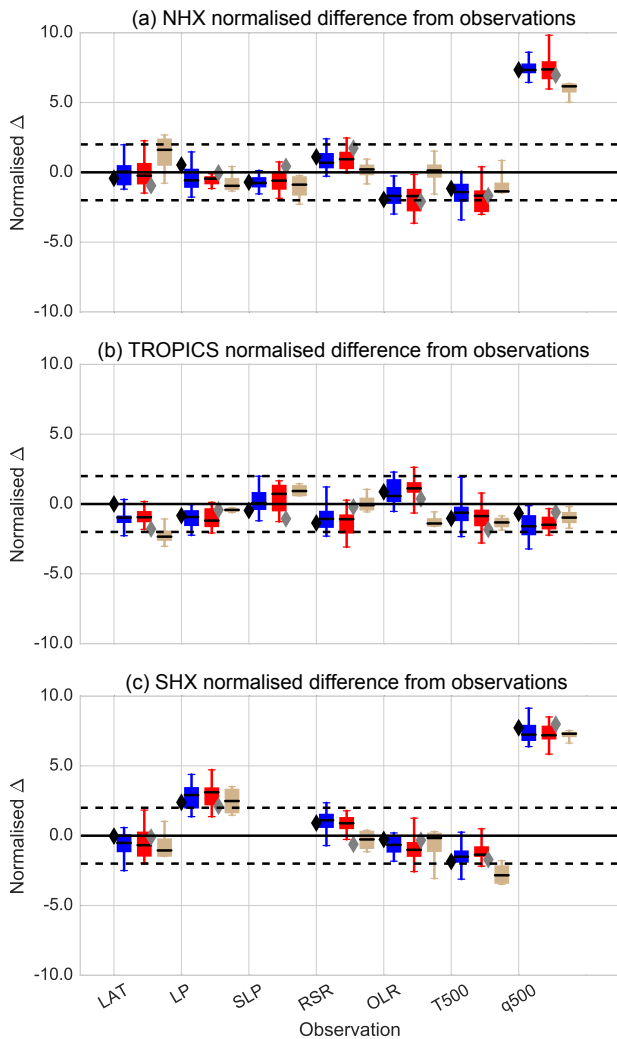 (a) NHX normalised difference from observations
10.0
5.0
0.0
-5.0
-10.0
Normalised Δ
(b) TROPICS normalised difference from observations
10.0
5.0
0.0
-5.0
-10.0
Normalised Δ
(c) SHX normalised difference from observations
10.0
5.0
0.0
-5.0
-10.0
Normalised Δ
LAT LP SLP RSR OLR T500 q500
Observation